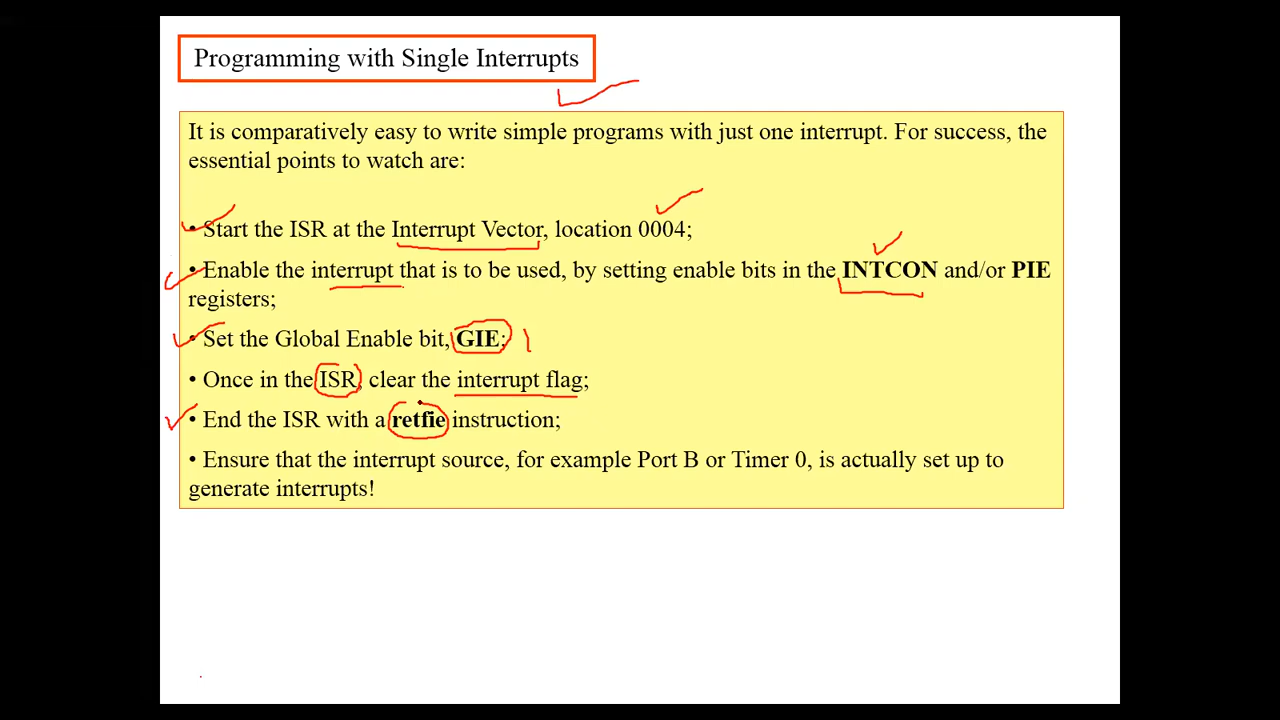 Programming with Single Interrupts
It is comparatively easy to write simple programs with just one interrupt. For success, the
essential points to watch are:
• Start the ISR at the Interrupt Vector, location 0004;
• Enable the interrupt that is to be used, by setting enable bits in the INTCON and/or PIE
registers;
• Set the Global Enable bit, GIE; 1
• Once in the ISR, clear the interrupt flag;
• End the ISR with a retfie instruction;
• Ensure that the interrupt source, for example Port B or Timer 0, is actually set up to
generate interrupts!